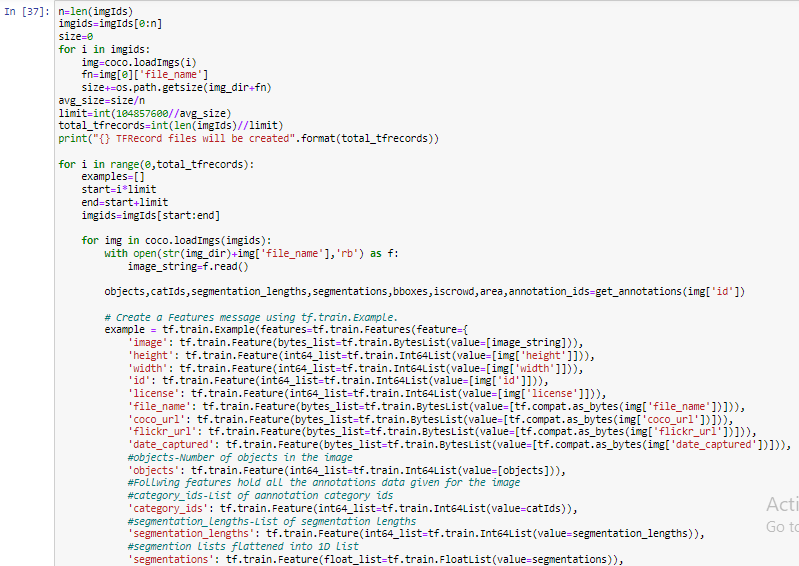 In [37]:
n=len(imgIds)
imgids=imgIds[0:n]
size=0
for i in imgids:
    img=coco.loadImgs(i)
    fn=img[0]['file_name']
    size+=os.path.getsize(img_dir+fn)
avg_size=size/n
limit=int(104857600//avg_size)
total_tfrecords=int(len(imgIds)//limit)
print("{} TFRecord files will be created".format(total_tfrecords))

for i in range(0,total_tfrecords):
    examples=[]
    start=i*limit
    end=start+limit
    imgids=imgIds[start:end]

    for img in coco.loadImgs(imgids):
        with open(str(img_dir)+img['file_name'],'rb') as f:
            image_string=f.read()

        objects,catIds,segmentation_lengths,segmentations,bboxes,iscrowd,area,annotation_ids=get_annotations(img['id'])

        # Create a Features message using tf.train.Example.
        example = tf.train.Example(features=tf.train.Features(feature={
            'image': tf.train.Feature(bytes_list=tf.train.BytesList(value=[image_string])),
            'height': tf.train.Feature(int64_list=tf.train.Int64List(value=[img['height']])),
            'width': tf.train.Feature(int64_list=tf.train.Int64List(value=[img['width']])),
            'id': tf.train.Feature(int64_list=tf.train.Int64List(value=[img['id']])),
            'license': tf.train.Feature(int64_list=tf.train.Int64List(value=[img['license']])),
            'file_name': tf.train.Feature(bytes_list=tf.train.BytesList(value=[tf.compat.as_bytes(img['file_name'])])),
            'coco_url': tf.train.Feature(bytes_list=tf.train.BytesList(value=[tf.compat.as_bytes(img['coco_url'])])),
            'flickr_url': tf.train.Feature(bytes_list=tf.train.BytesList(value=[tf.compat.as_bytes(img['flickr_url'])])),
            'date_captured': tf.train.Feature(bytes_list=tf.train.BytesList(value=[tf.compat.as_bytes(img['date_captured'])])),
            #objects-Number of objects in the image
            'objects': tf.train.Feature(int64_list=tf.train.Int64List(value=[objects])),
            #Follwing features hold all the annotations data given for the image
            #category_ids-List of aannotation category ids
            'category_ids': tf.train.Feature(int64_list=tf.train.Int64List(value=catIds)),
            #segmentation_lengths-List of segmentation lengths
            'segmentation_lengths': tf.train.Feature(int64_list=tf.train.Int64List(value=segmentation_lengths)),
            #segmention lists flattened into 1D list
            'segmentations': tf.train.Feature(float_list=tf.train.FloatList(value=segmentations)),
Acti
Go to